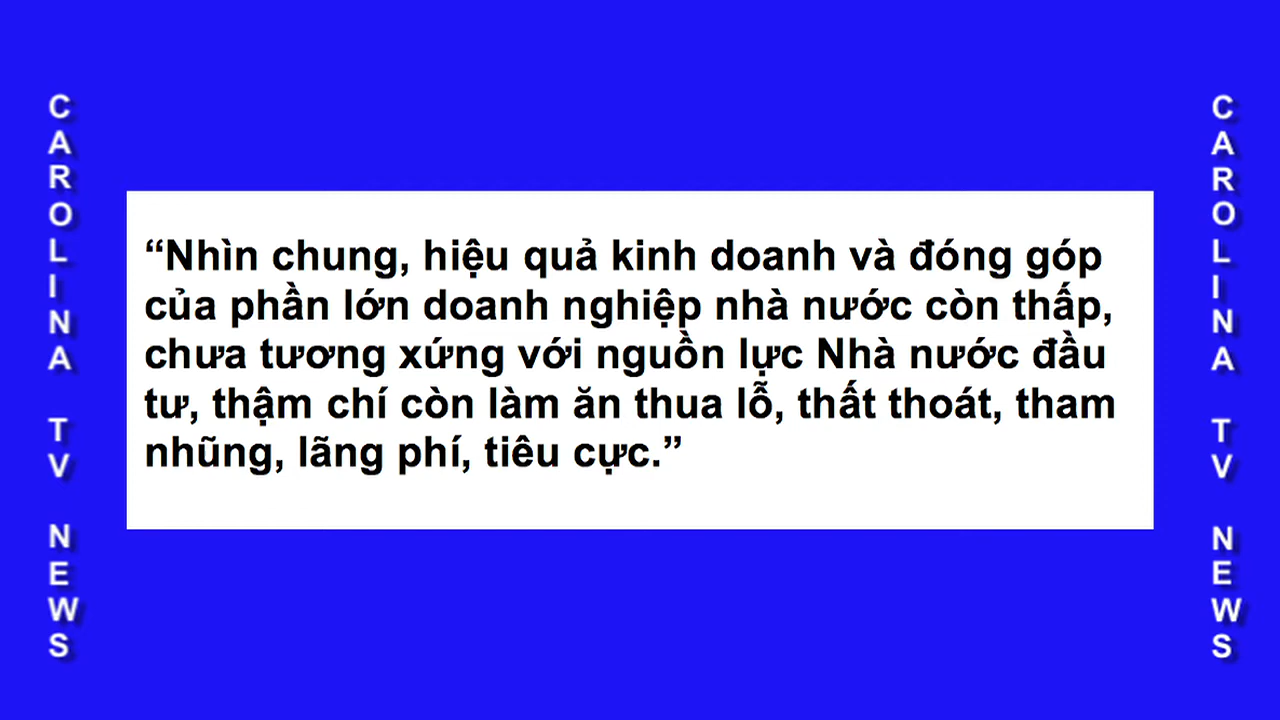 CAROLINA TV NEWS
“Nhìn chung, hiệu quả kinh doanh và đóng góp
của phần lớn doanh nghiệp nhà nước còn thấp,
chưa tương xứng với nguồn lực Nhà nước đầu
tư, thậm chí còn làm ăn thua lỗ, thất thoát, tham
nhũng, lãng phí, tiêu cực.”
CAROLINA TV NEWS